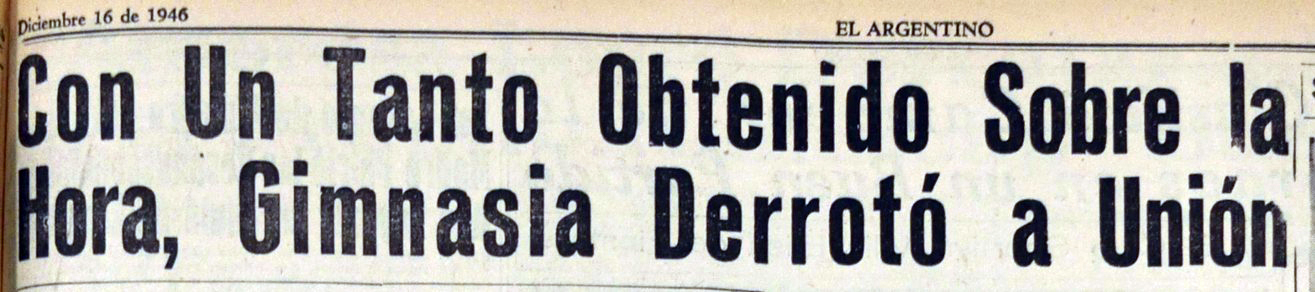 Diciembre 16 de 1946
EL ARGENTINO
Con Un Tanto Obtenido Sobre la
Hora, Gimnasia Derrotó a Unión